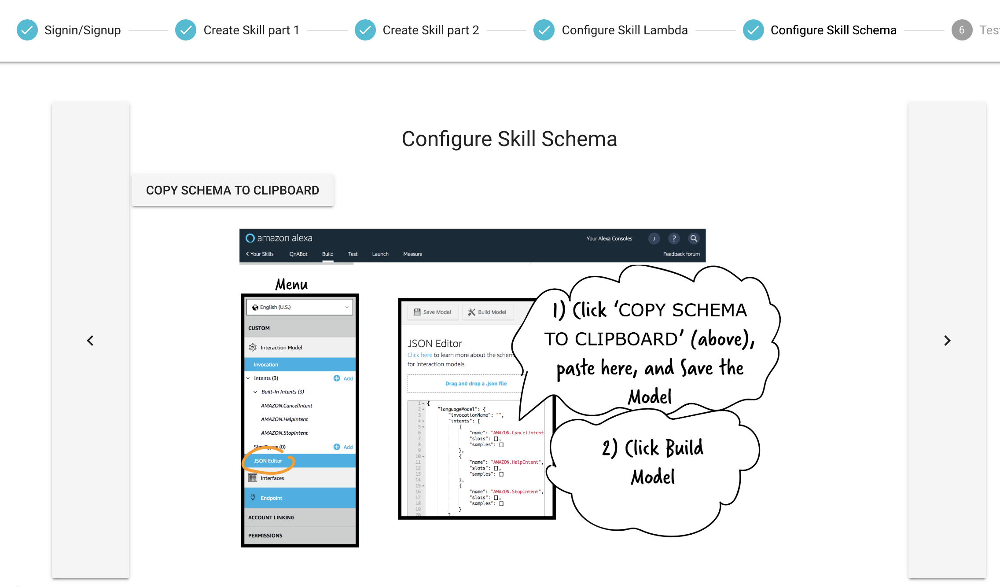 Signin/Signup
Create Skill part 1
Create Skill part 2
Configure Skill Lambda
Configure Skill Schema
6
Configure Skill Schema
COPY SCHEMA TO CLIPBOARD
amazon alexa
Your Alexa Consoles
J
?
Your Skills
QnABot
Build
Test
Launch
Measure
Feedback forum
Menu
English (U.S.)
CUSTOM
Interaction Model
Invocation
Intents (3)
Add
Built-In Intents (3)
AMAZON.CancelIntent
AMAZON.HelpIntent
AMAZON.StopIntent
Slot Types (0)
Add
JSON Editor
Interfaces
Endpoint
ACCOUNT LINKING
PERMISSIONS
Save Model
Build Model
JSON Editor
Click here to learn more about the schem
for interaction models.
Drag and drop a .json file
1 {
2 "languageModel": {
3 "invocationName": "",
4 "intents": [
5 {
6 "name": "AMAZON.CancelIntent
7 "slots": [],
8 "samples": []
9 },
10 {
11 "name": "AMAZON.HelpIntent",
12 "slots": [],
13 "samples": []
14 },
15 {
16 "name": "AMAZON.StopIntent",
17 "slots": [],
18 "samples": []
19 }
20 ]
1) Click 'COPY SCHEMA
TO CLIPBOARD' (above),
paste here, and Save the
Model
2) Click Build
Model